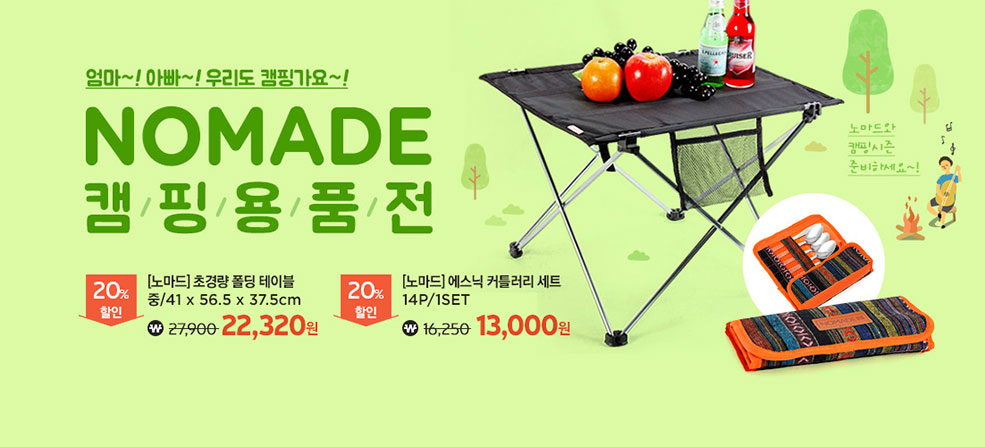 엄마~! 아빠~! 우리도 캠핑가요~!
NOMADE
캠/핑/용/품/전
20%
할인
[노마드] 초경량 폴딩 테이블
중/41 x 56.5 x 37.5cm
₩ 27,900 22,320원
20%
할인
[노마드] 에스닉 커틀러리 세트
14P/1SET
₩ 16,250 13,000원
노마드와
캠핑시즌
준비하세요~!
S.PELLEGRINO
CRUISER
NOMADE